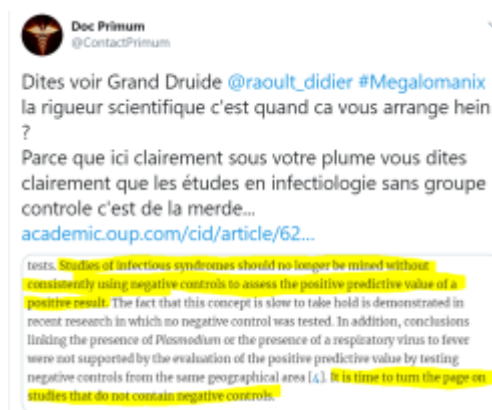 Doc Primum
@ContactPrimum
Dites voir Grand Druide @raoult_didier #Megalomanix
la rigueur scientifique c'est quand ca vous arrange hein
?
Parce que ici clairement sous votre plume vous dites
clairement que les études en infectiologie sans groupe
controle c'est de la merde...
academic.oup.com/cid/article/62...
tests. Studies of infectious syndromes should no longer be mined without
consistently using negative controls to assess the positive predictive value of a
positive result. The fact that this concept is slow to take hold is demonstrated in
recent research in which no negative control was tested. In addition, conclusions
linking the presence of Plasmodium or the presence of a respiratory virus to fever
were not supported by the evaluation of the positive predictive value by testing
negative controls from the same geographical area [4]. It is time to turn the page on
studies that do not contain negative controls.